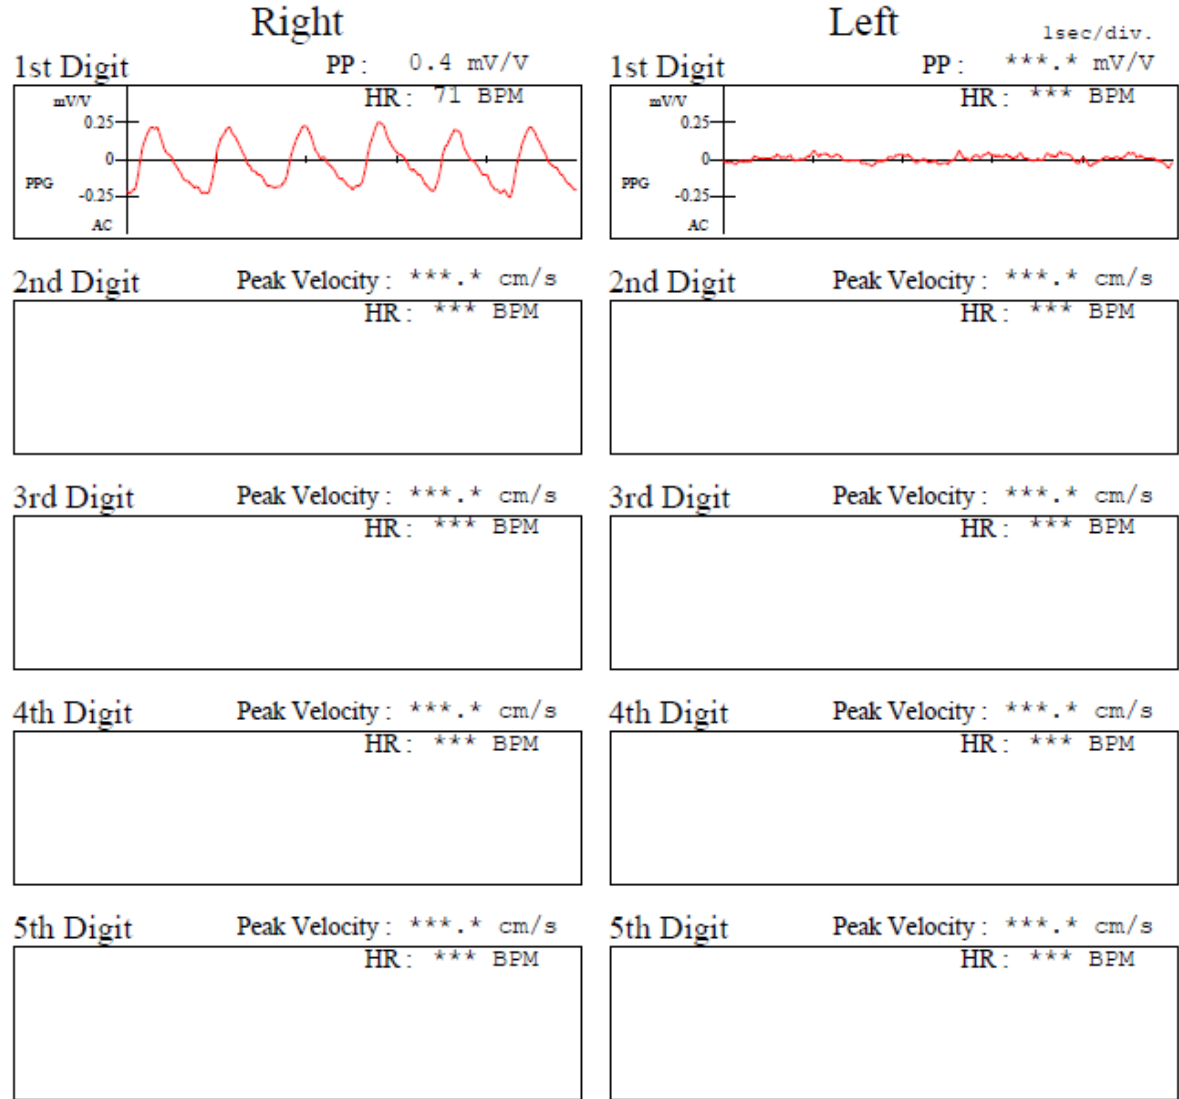 Right Left 1sec/div.
1st Digit PP : 0.4 mV/V 1st Digit PP : ***.* mV/V
mV/V HR : 71 BPM mV/V HR : *** BPM
0.25 0.25
0 0
PPG PPG
-0.25 -0.25
AC AC
2nd Digit Peak Velocity : ***.* cm/s 2nd Digit Peak Velocity : ***.* cm/s
HR : *** BPM HR : *** BPM
3rd Digit Peak Velocity : ***.* cm/s 3rd Digit Peak Velocity : ***.* cm/s
HR : *** BPM HR : *** BPM
4th Digit Peak Velocity : ***.* cm/s 4th Digit Peak Velocity : ***.* cm/s
HR : *** BPM HR : *** BPM
5th Digit Peak Velocity : ***.* cm/s 5th Digit Peak Velocity : ***.* cm/s
HR : *** BPM HR : *** BPM